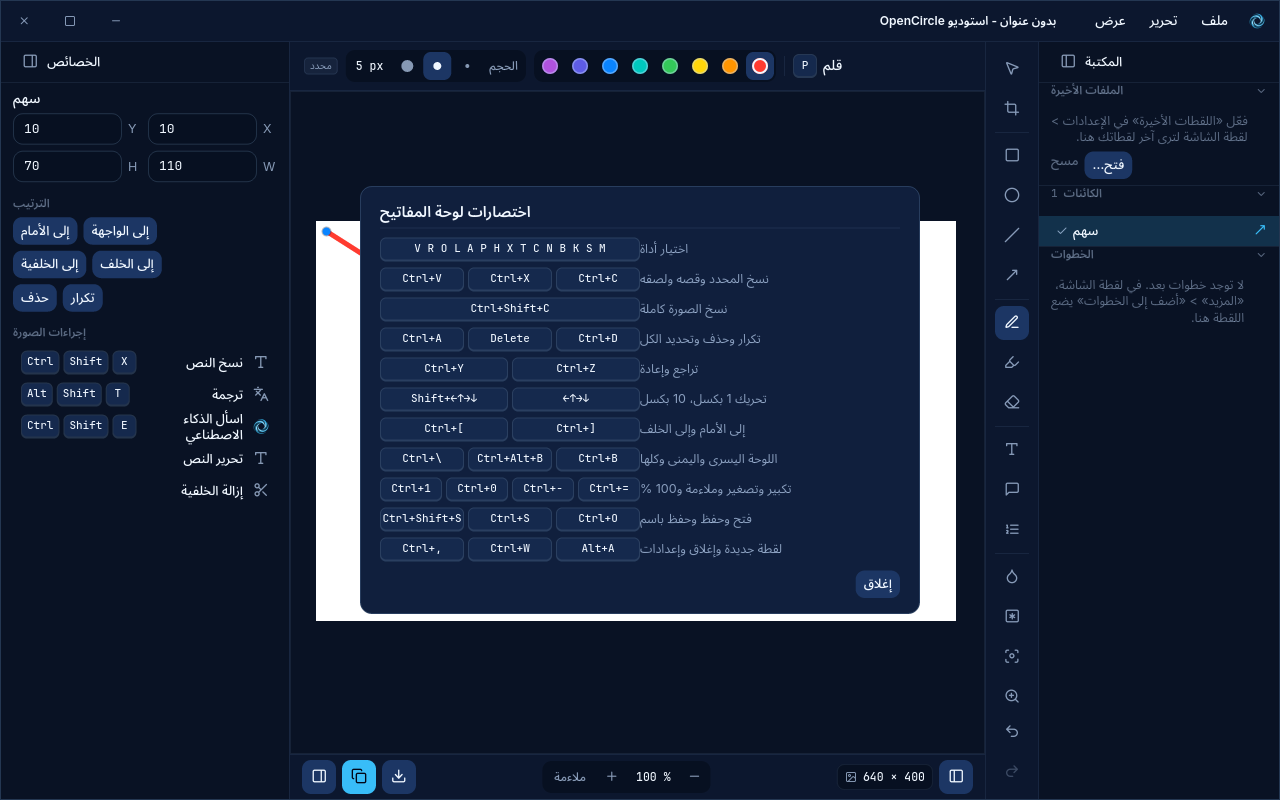 ملف
تحرير
عرض
بدون عنوان - استوديو OpenCircle
المكتبة
الملفات الأخيرة
فعّل «اللقطات الأخيرة» في الإعدادات >
لقطة الشاشة لترى آخر لقطاتك هنا.
فتح...
مسح
الكائنات 1
سهم
الخطوات
لا توجد خطوات بعد. في لقطة الشاشة،
«المزيد» > «أضف إلى الخطوات» يضع
اللقطة هنا.
قلم P
الحجم
5 px
محدد
اختصارات لوحة المفاتيح
اختيار أداة V R O L A P H X T C N B K S M
نسخ المحدد وقصه ولصقه Ctrl+C Ctrl+X Ctrl+V
نسخ الصورة كاملة Ctrl+Shift+C
تكرار وحذف وتحديد الكل Ctrl+D Delete Ctrl+A
تراجع وإعادة Ctrl+Z Ctrl+Y
تحريك 1 بكسل، 10 بكسل ←↑→↓ Shift+←↑→↓
إلى الأمام وإلى الخلف Ctrl+] Ctrl+[
اللوحة اليسرى واليمنى وكلها Ctrl+B Ctrl+Alt+B Ctrl+\
تكبير وتصغير وملاءمة و100 % Ctrl+= Ctrl+- Ctrl+0 Ctrl+1
فتح وحفظ وحفظ باسم Ctrl+O Ctrl+S Ctrl+Shift+S
لقطة جديدة وإغلاق وإعدادات Alt+A Ctrl+W Ctrl+,
إغلاق
640 × 400
100 %
ملاءمة
الخصائص
سهم
X 10 Y 10
W 110 H 70
الترتيب
إلى الواجهة إلى الأمام
إلى الخلف إلى الخلفية
تكرار حذف
إجراءات الصورة
نسخ النص Ctrl Shift X
ترجمة Alt Shift T
اسأل الذكاء
الاصطناعي Ctrl Shift E
تحرير النص
إزالة الخلفية